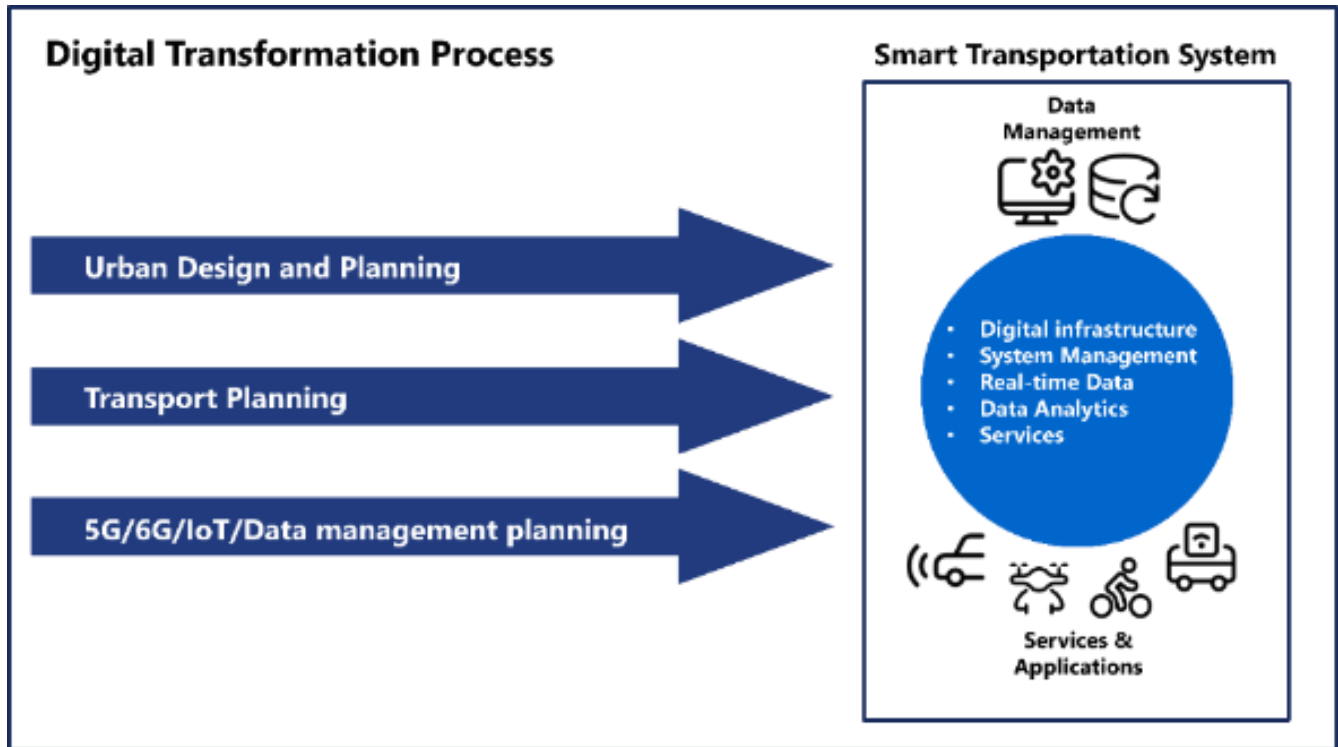 Digital Transformation Process
Smart Transportation System
Data
Management
Urban Design and Planning
Transport Planning
5G/6G/IoT/Data management planning
• Digital infrastructure
• System Management
• Real-time Data
• Data Analytics
• Services
Services &
Applications